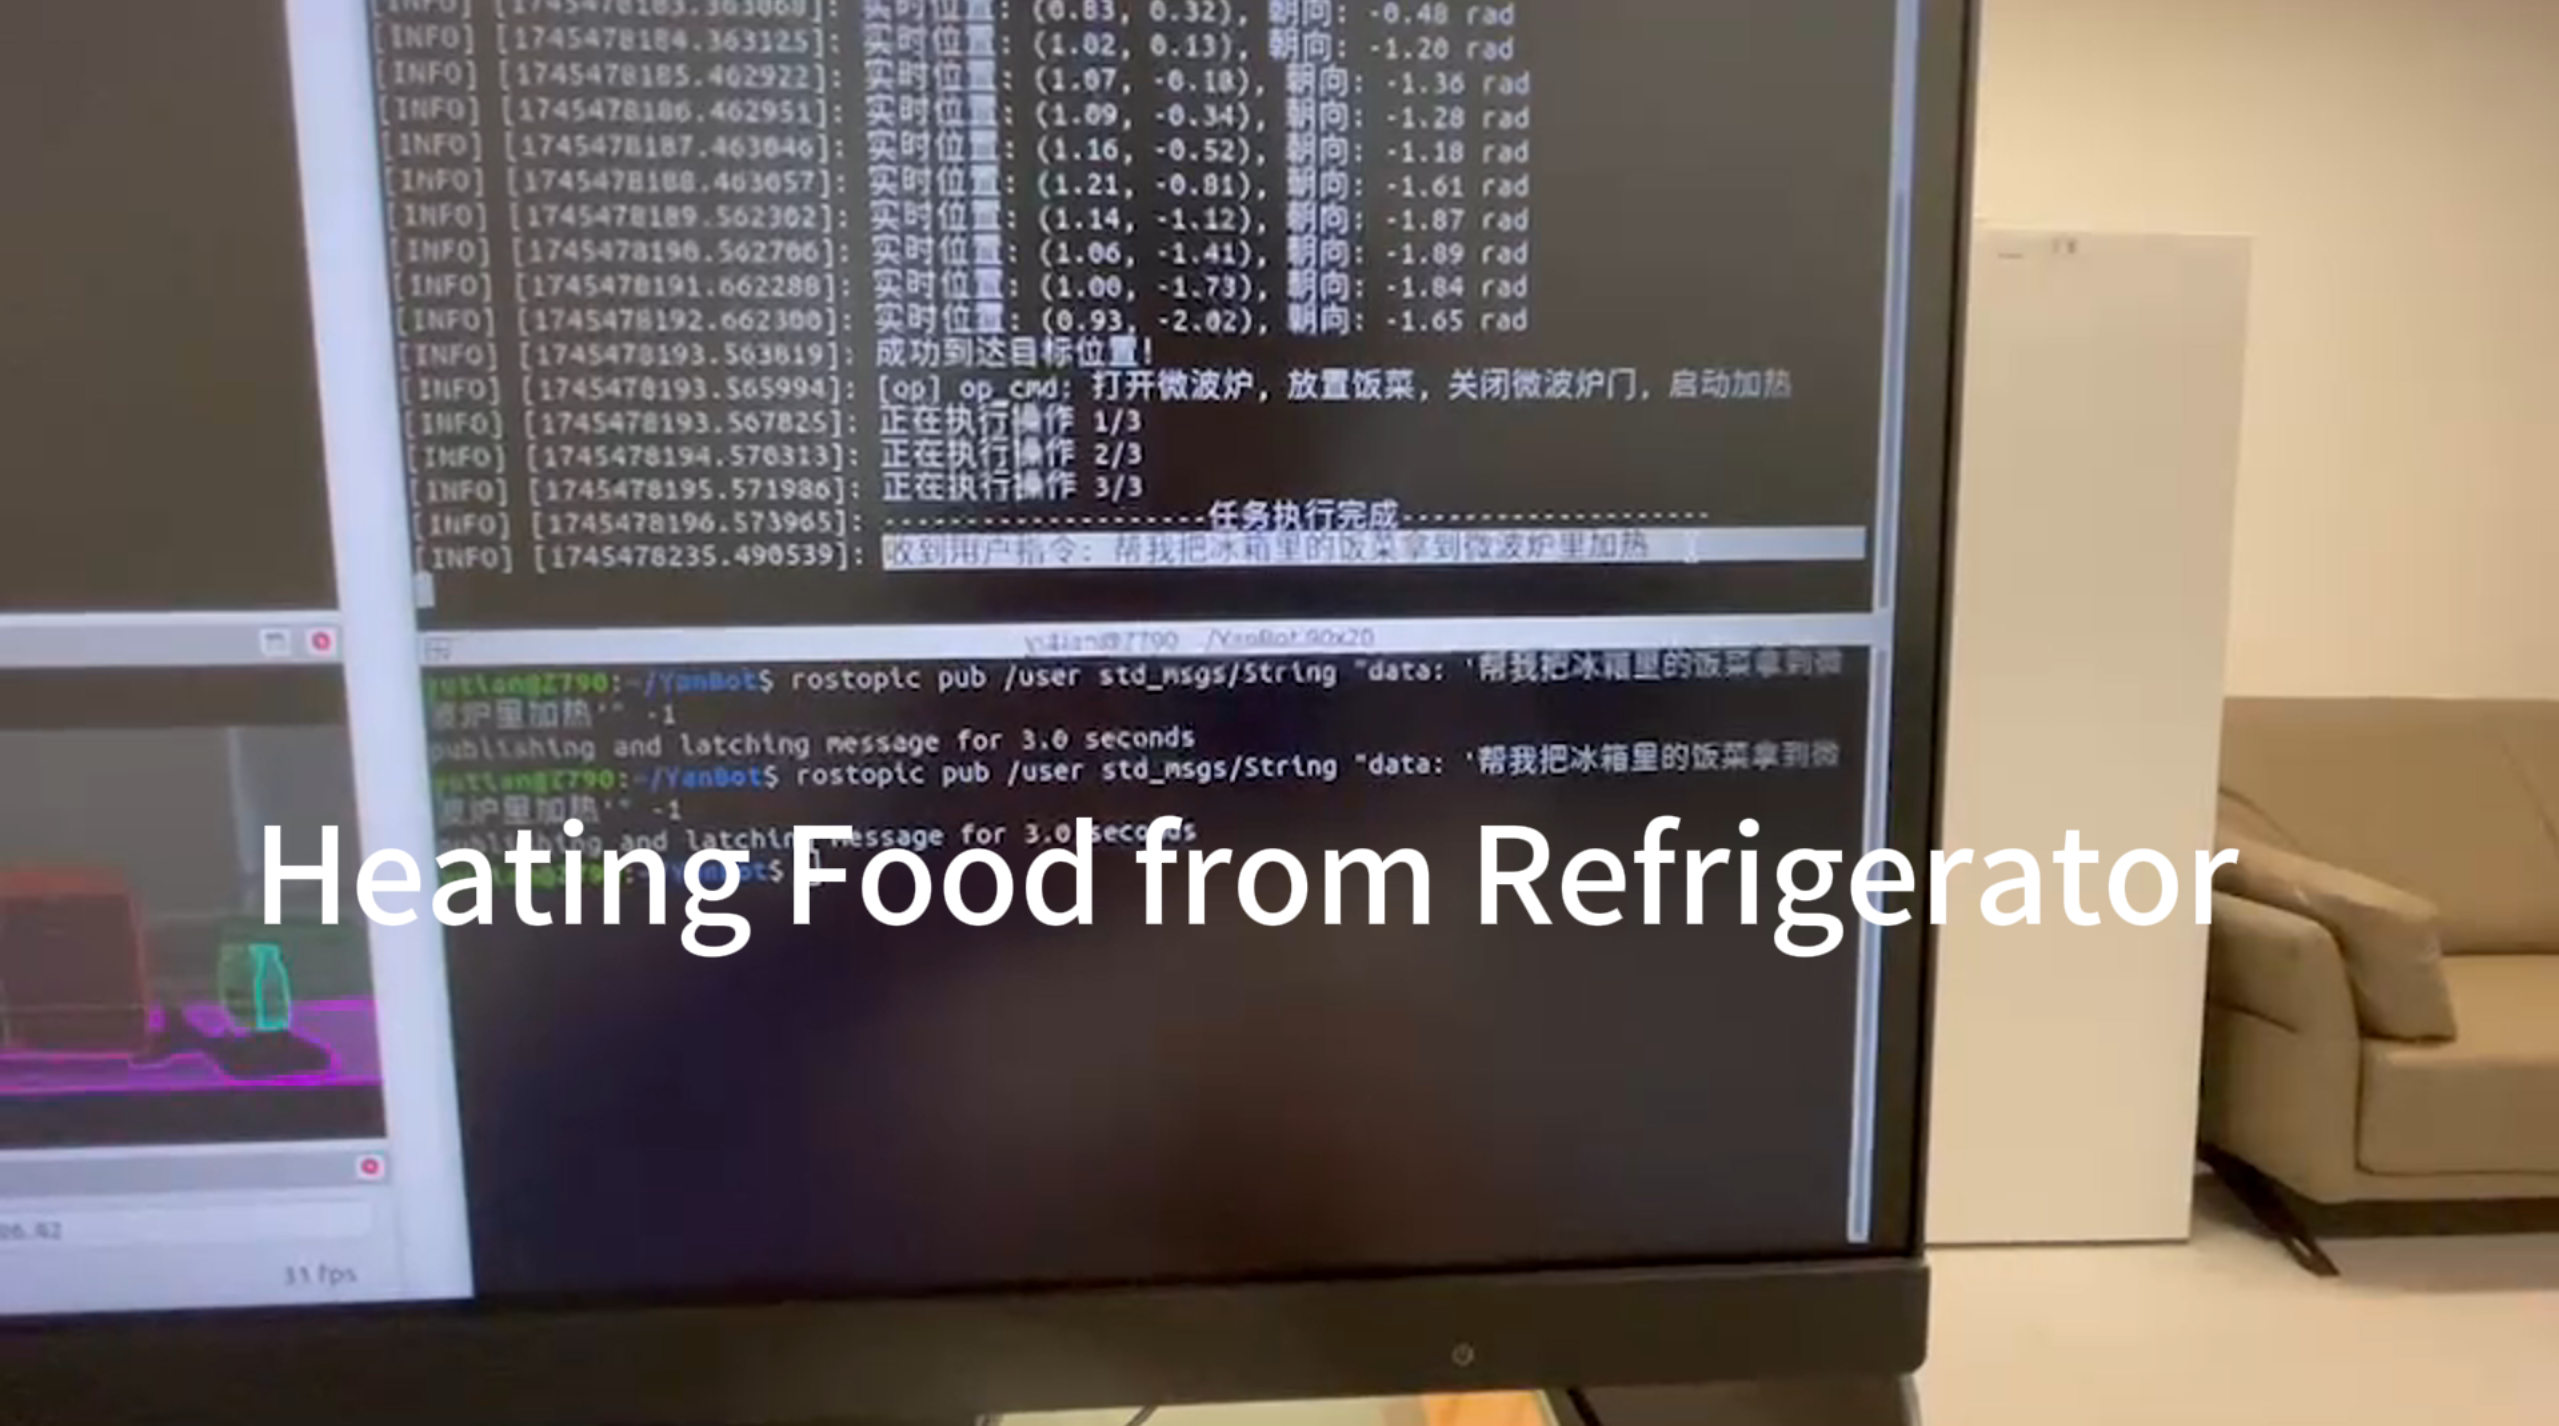 [INFO] [1745478183.363068]: 实时位置: (0.83, 0.32), 朝向: -0.48 rad
[INFO] [1745478184.363125]: 实时位置: (1.02, 0.13), 朝向: -1.20 rad
[INFO] [1745478185.462922]: 实时位置: (1.07, -0.18), 朝向: -1.36 rad
[INFO] [1745478186.462951]: 实时位置: (1.09, -0.34), 朝向: -1.28 rad
[INFO] [1745478187.463046]: 实时位置: (1.16, -0.52), 朝向: -1.18 rad
[INFO] [1745478188.463057]: 实时位置: (1.21, -0.81), 朝向: -1.61 rad
[INFO] [1745478189.562302]: 实时位置: (1.14, -1.12), 朝向: -1.87 rad
[INFO] [1745478190.562706]: 实时位置: (1.06, -1.41), 朝向: -1.89 rad
[INFO] [1745478191.662288]: 实时位置: (1.00, -1.73), 朝向: -1.84 rad
[INFO] [1745478192.662300]: 实时位置: (0.93, -2.02), 朝向: -1.65 rad
[INFO] [1745478193.563819]: 成功到达目标位置!
[INFO] [1745478193.565994]: [op] op_cmd: 打开微波炉，放置饭菜，关闭微波炉门，启动加热
[INFO] [1745478193.567825]: 正在执行操作 1/3
[INFO] [1745478194.570313]: 正在执行操作 2/3
[INFO] [1745478195.571986]: 正在执行操作 3/3
[INFO] [1745478196.573965]: --------------------任务执行完成--------------------
[INFO] [1745478235.490539]: 收到用户指令: 帮我把冰箱里的饭菜拿到微波炉里加热
yutian@Z790: ~/YanBot 90x20
yutian@Z790:~/YanBot$ rostopic pub /user std_msgs/String "data: '帮我把冰箱里的饭菜拿到微
波炉里加热'" -1
publishing and latching message for 3.0 seconds
yutian@Z790:~/YanBot$ rostopic pub /user std_msgs/String "data: '帮我把冰箱里的饭菜拿到微
波炉里加热'" -1
publishing and latching message for 3.0 seconds
yutian@Z790:~/YanBot$
Heating Food from Refrigerator
31 fps